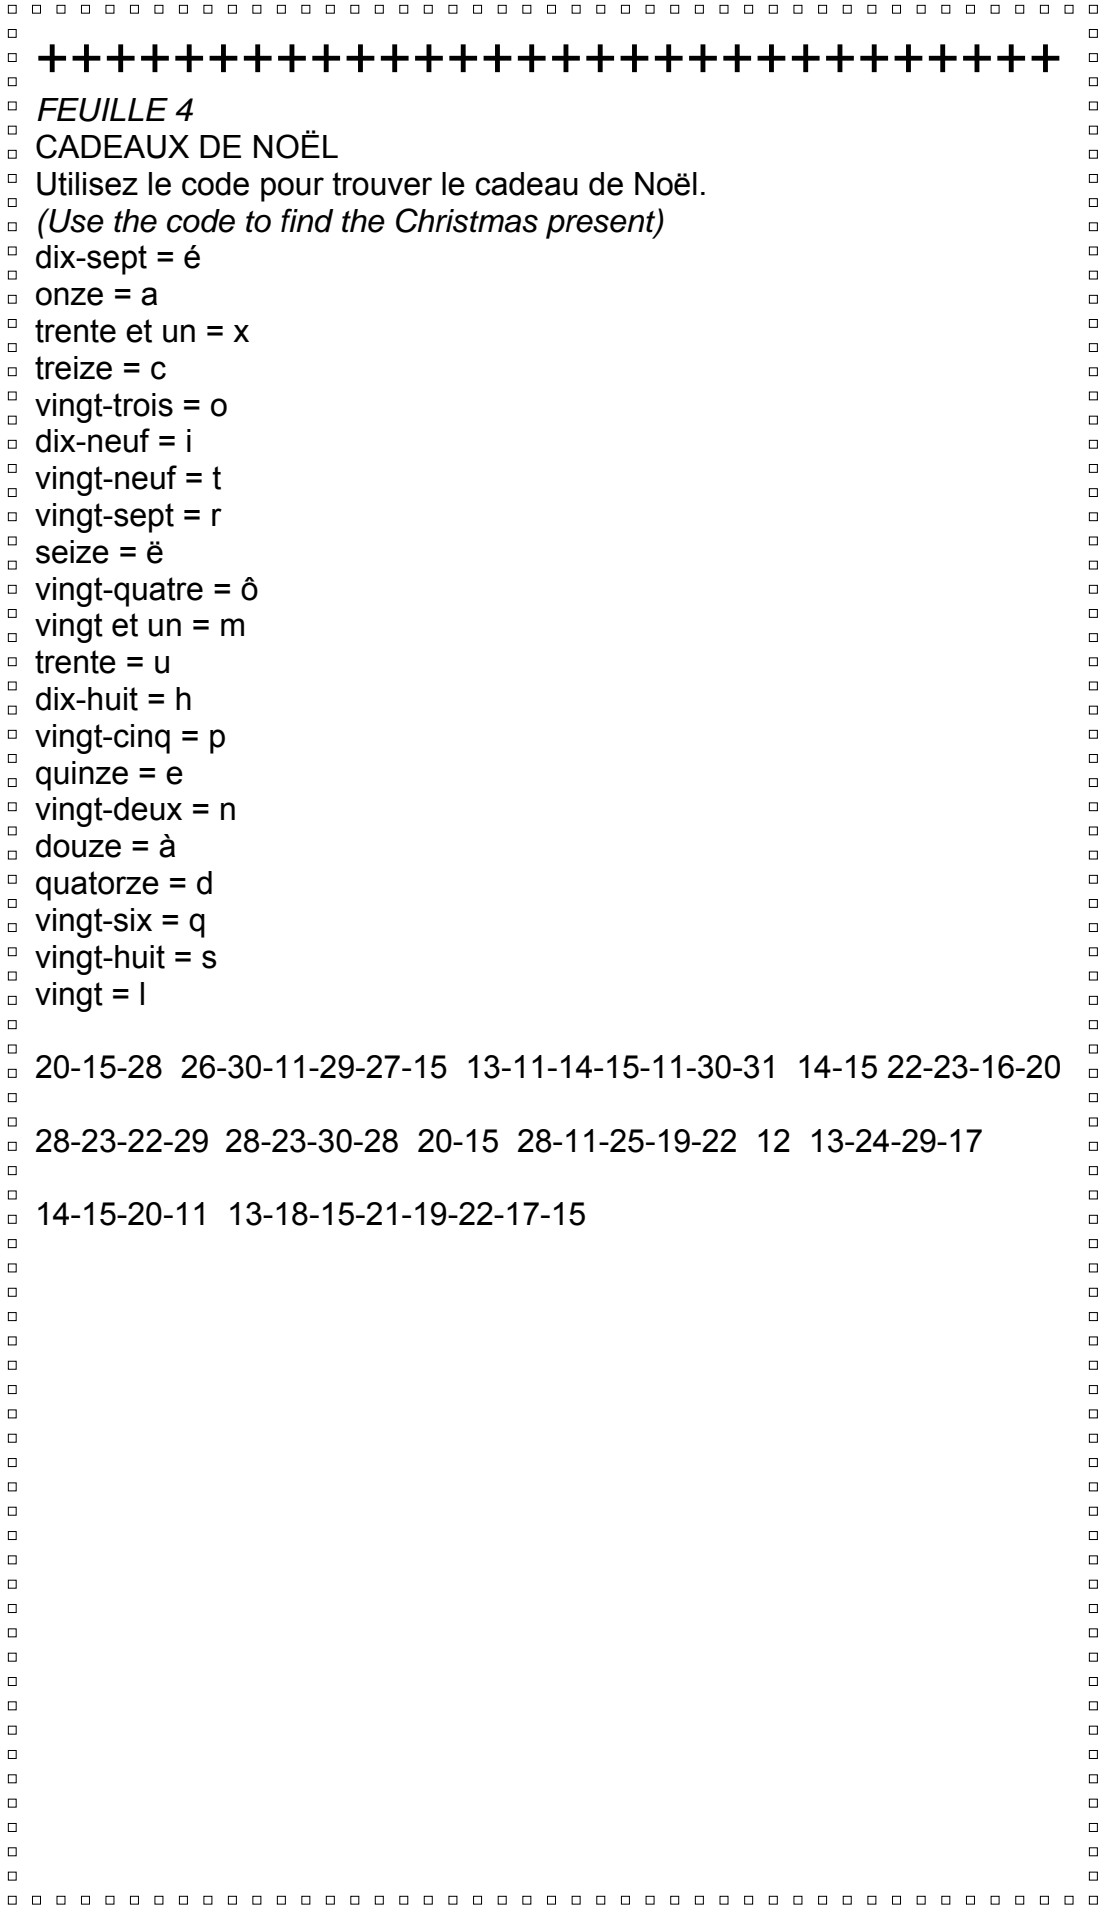 ++++++++++++++++++++++++++++++
FEUILLE 4
CADEAUX DE NOËL
Utilisez le code pour trouver le cadeau de Noël.
(Use the code to find the Christmas present)
dix-sept = é
onze = a
trente et un = x
treize = c
vingt-trois = o
dix-neuf = i
vingt-neuf = t
vingt-sept = r
seize = ë
vingt-quatre = ô
vingt et un = m
trente = u
dix-huit = h
vingt-cinq = p
quinze = e
vingt-deux = n
douze = à
quatorze = d
vingt-six = q
vingt-huit = s
vingt = l
20-15-28 26-30-11-29-27-15 13-11-14-15-11-30-31 14-15 22-23-16-20
28-23-22-29 28-23-30-28 20-15 28-11-25-19-22 12 13-24-29-17
14-15-20-11 13-18-15-21-19-22-17-15